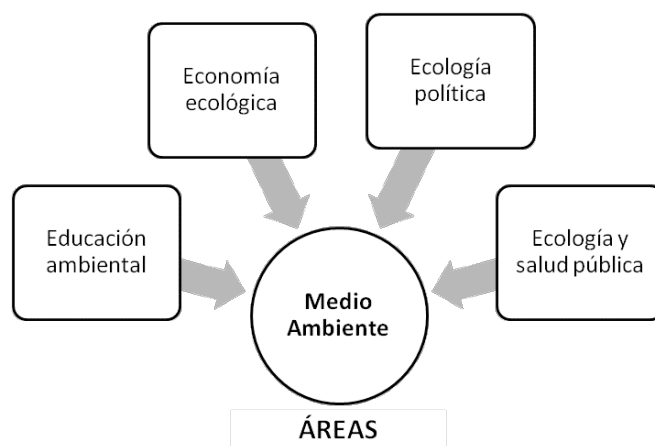 Economía
ecológica
Ecología
política
Educación
ambiental
Ecología y
salud pública
Medio
Ambiente
ÁREAS